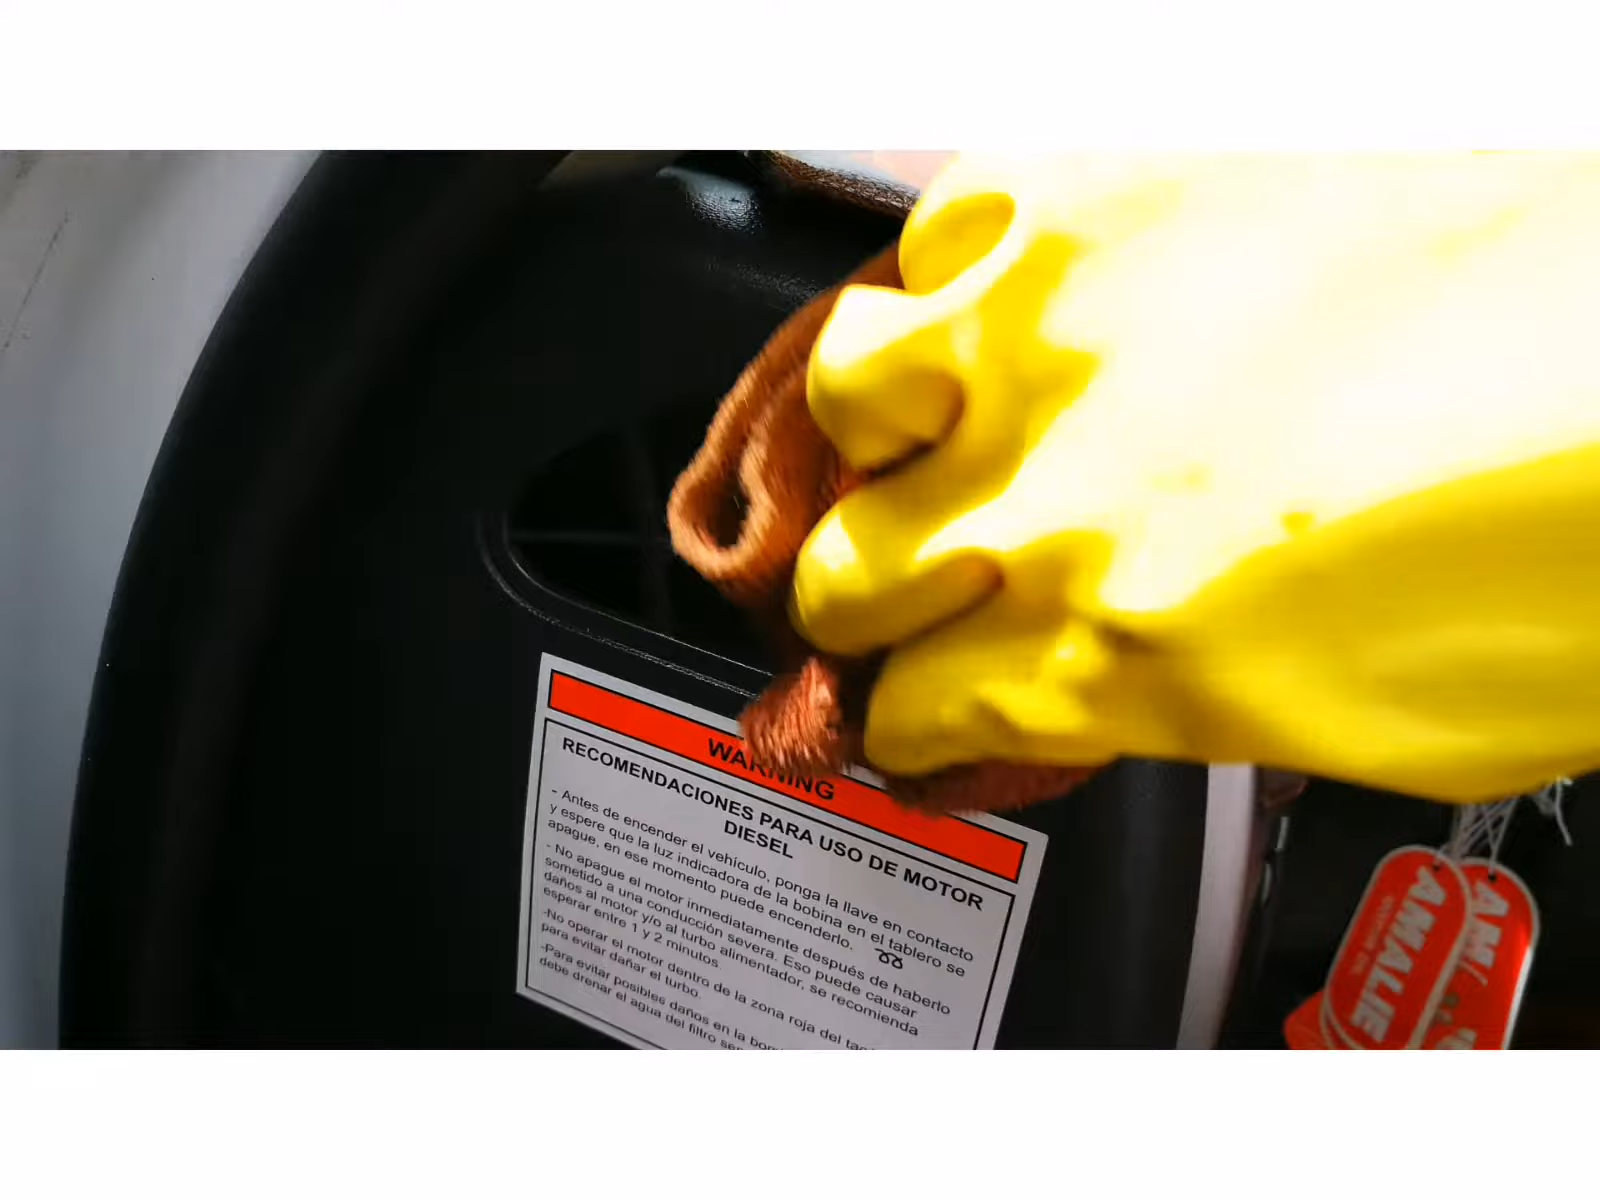 WARNING
RECOMENDACIONES PARA USO DE MOTOR
DIESEL
- Antes de encender el vehículo, ponga la llave en contacto
y espere que la luz indicadora de la bobina en el tablero se
apague, en ese momento puede encenderlo.
- No apague el motor inmediatamente después de haberlo
sometido a una conducción severa. Eso puede causar
daños al motor y/o al turbo alimentador, se recomienda
esperar entre 1 y 2 minutos.
-No operar el motor dentro de la zona roja del
para evitar dañar el turbo.
-Para evitar posibles daños en la
debe drenar el agua del filtro
AMALIE